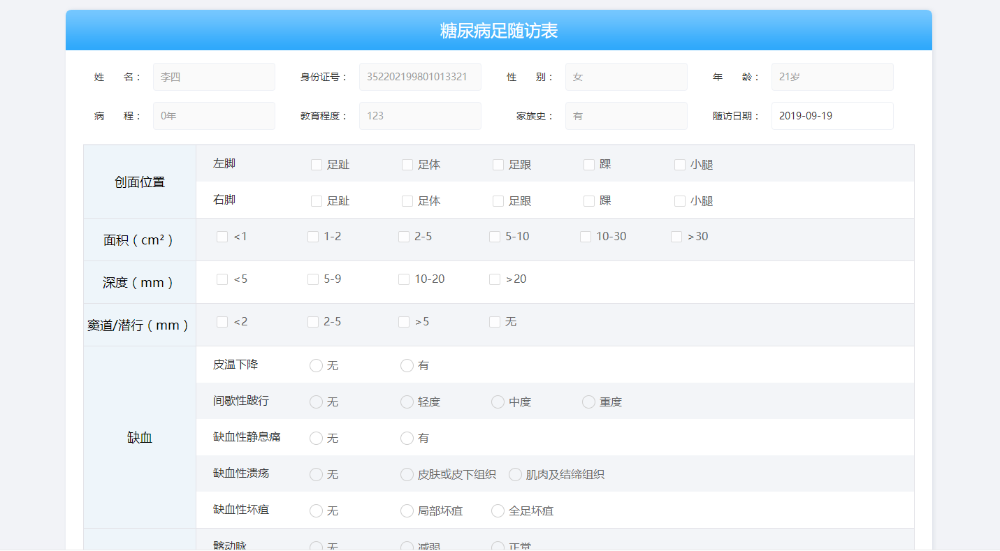 糖尿病足随访表
姓 名： 李四 身份证号： 352202199801013321 性 别： 女 年 龄： 21岁
病 程： 0年 教育程度： 123 家族史： 有 随访日期： 2019-09-19
创面位置
左脚 足趾 足体 足跟 踝 小腿
右脚 足趾 足体 足跟 踝 小腿
面积（cm²） <1 1-2 2-5 5-10 10-30 >30
深度（mm） <5 5-9 10-20 >20
窦道/潜行（mm） <2 2-5 >5 无
缺血
皮温下降 无 有
间歇性跛行 无 轻度 中度 重度
缺血性静息痛 无 有
缺血性溃疡 无 皮肤或皮下组织 肌肉及结缔组织
缺血性坏疽 无 局部坏疽 全足坏疽
髂动脉 无 减弱 正常